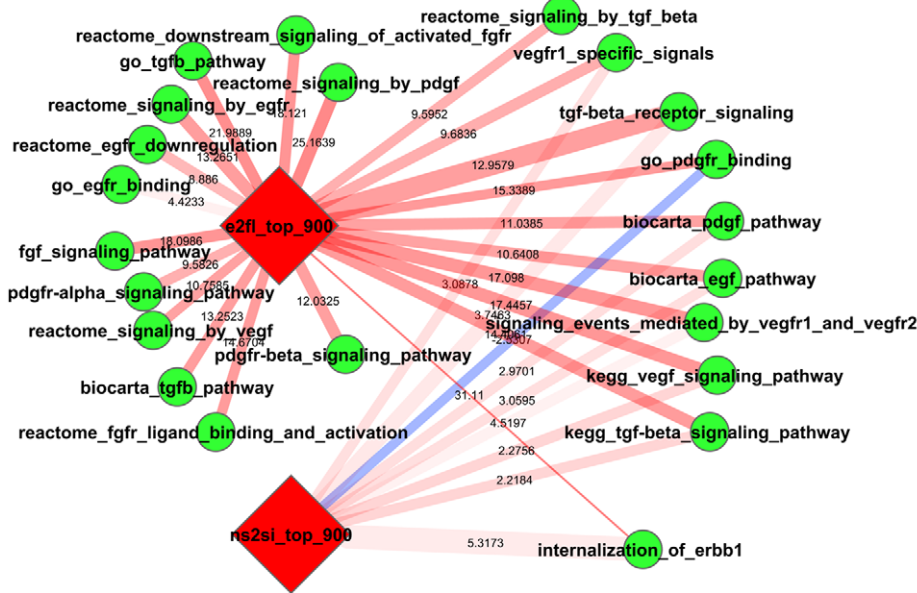 reactome_signaling_by_tgf_beta
reactome_downstream_signaling_of_activated_fgfr
vegfr1_specific_signals
go_tgfb_pathway
reactome_signaling_by_pdgf
reactome_signaling_by_egfr
18.121
9.5952
tgf-beta_receptor_signaling
21.9889
9.6836
25.1639
reactome_egfr_downregulation
13.2651
12.9579
go_pdgfr_binding
8.886
go_egfr_binding
15.3389
4.4233
e2fl_top_900
11.0385
biocarta_pdgf_pathway
18.0986
fgf_signaling_pathway
10.6408
9.5826
17.098
biocarta_egf_pathway
10.7585
3.0878
pdgfr-alpha_signaling_pathway
12.0325
17.4457
13.2523
3.7463
signaling_events_mediated_by_vegfr1_and_vegfr2
reactome_signaling_by_vegf
14.6704
pdgfr-beta_signaling_pathway
2.9701
kegg_vegf_signaling_pathway
biocarta_tgfb_pathway
31.11
3.0595
4.5197
reactome_fgfr_ligand_binding_and_activation
kegg_tgf-beta_signaling_pathway
2.2756
2.2184
ns2si_top_900
5.3173
internalization_of_erbb1